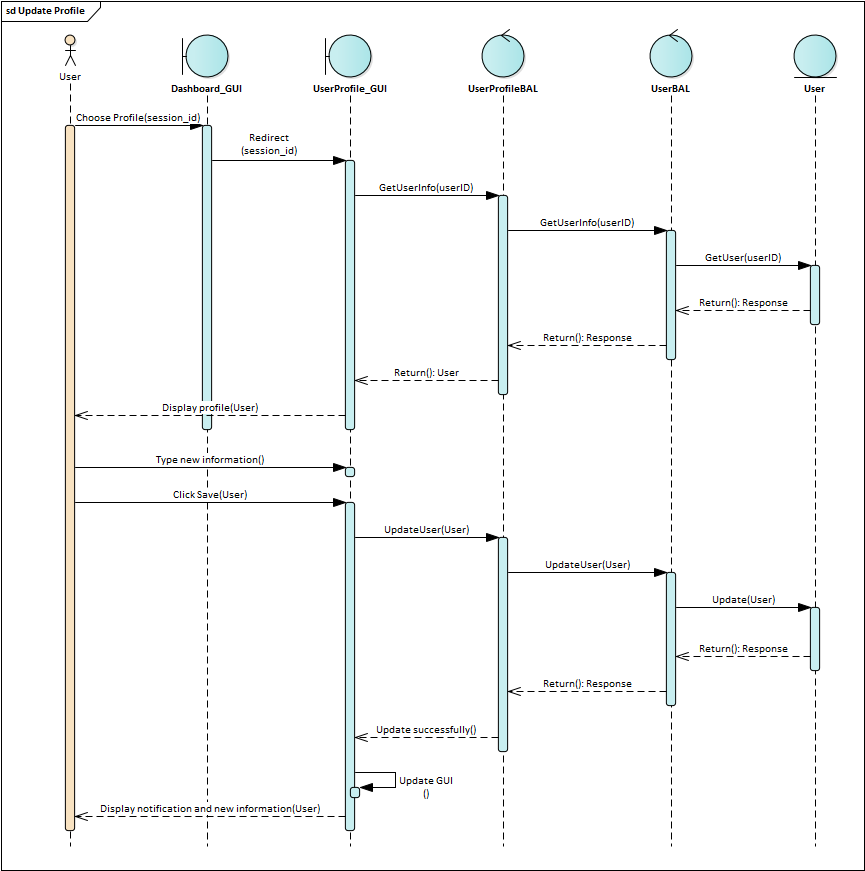 sd Update Profile
User
Dashboard_GUI
UserProfile_GUI
UserProfileBAL
UserBAL
User
Choose Profile(session_id)
Redirect
(session_id)
GetUserInfo(userID)
GetUserInfo(userID)
GetUser(userID)
Return(): Response
Return(): Response
Return(): User
Display profile(User)
Type new information()
Click Save(User)
UpdateUser(User)
UpdateUser(User)
Update(User)
Return(): Response
Return(): Response
Update successfully()
Update GUI
()
Display notification and new information(User)